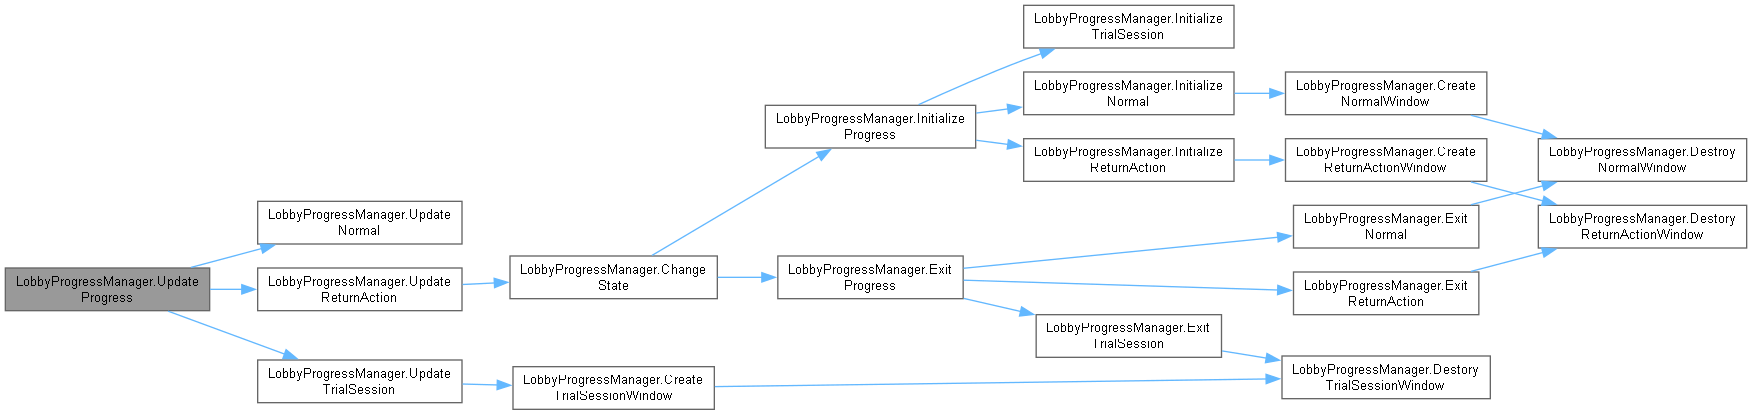 LobbyProgressManager.Update
Progress
LobbyProgressManager.Update
Normal
LobbyProgressManager.Update
ReturnAction
LobbyProgressManager.Update
TrialSession
LobbyProgressManager.Change
State
LobbyProgressManager.Create
TrialSessionWindow
LobbyProgressManager.Initialize
Progress
LobbyProgressManager.Exit
Progress
LobbyProgressManager.Initialize
TrialSession
LobbyProgressManager.Initialize
Normal
LobbyProgressManager.Initialize
ReturnAction
LobbyProgressManager.Exit
TrialSession
LobbyProgressManager.Create
NormalWindow
LobbyProgressManager.Create
ReturnActionWindow
LobbyProgressManager.Exit
Normal
LobbyProgressManager.Exit
ReturnAction
LobbyProgressManager.Destory
TrialSessionWindow
LobbyProgressManager.Destroy
NormalWindow
LobbyProgressManager.Destory
ReturnActionWindow